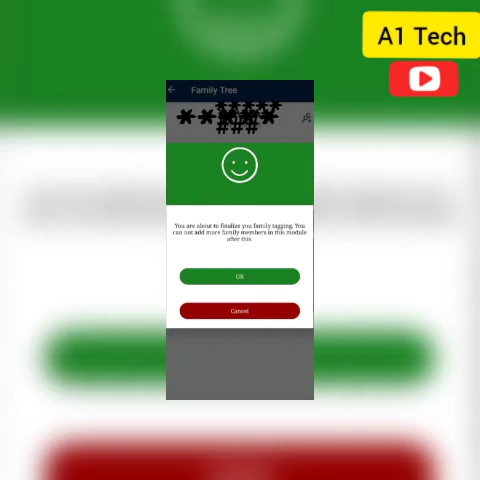 A1 Tech
Family Tree
******
*****
###
You are about to finalize you family tagging. You
can not add more family members in this module
after this.
OK
Cancel